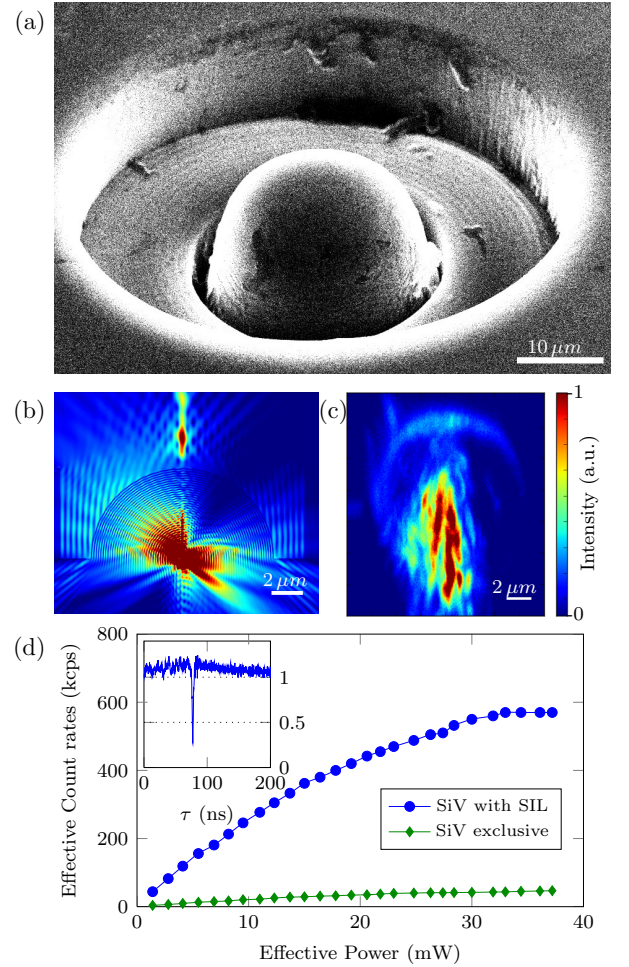 (a)
10 μm
(b)
2 μm
(c)
2 μm
1
0
Intensity (a.u.)
(d)
Effective Count rates (kcps)
800
600
400
200
0
0
10
20
30
40
Effective Power (mW)
1
0.5
0
0
100
200
τ (ns)
SiV with SIL
SiV exclusive